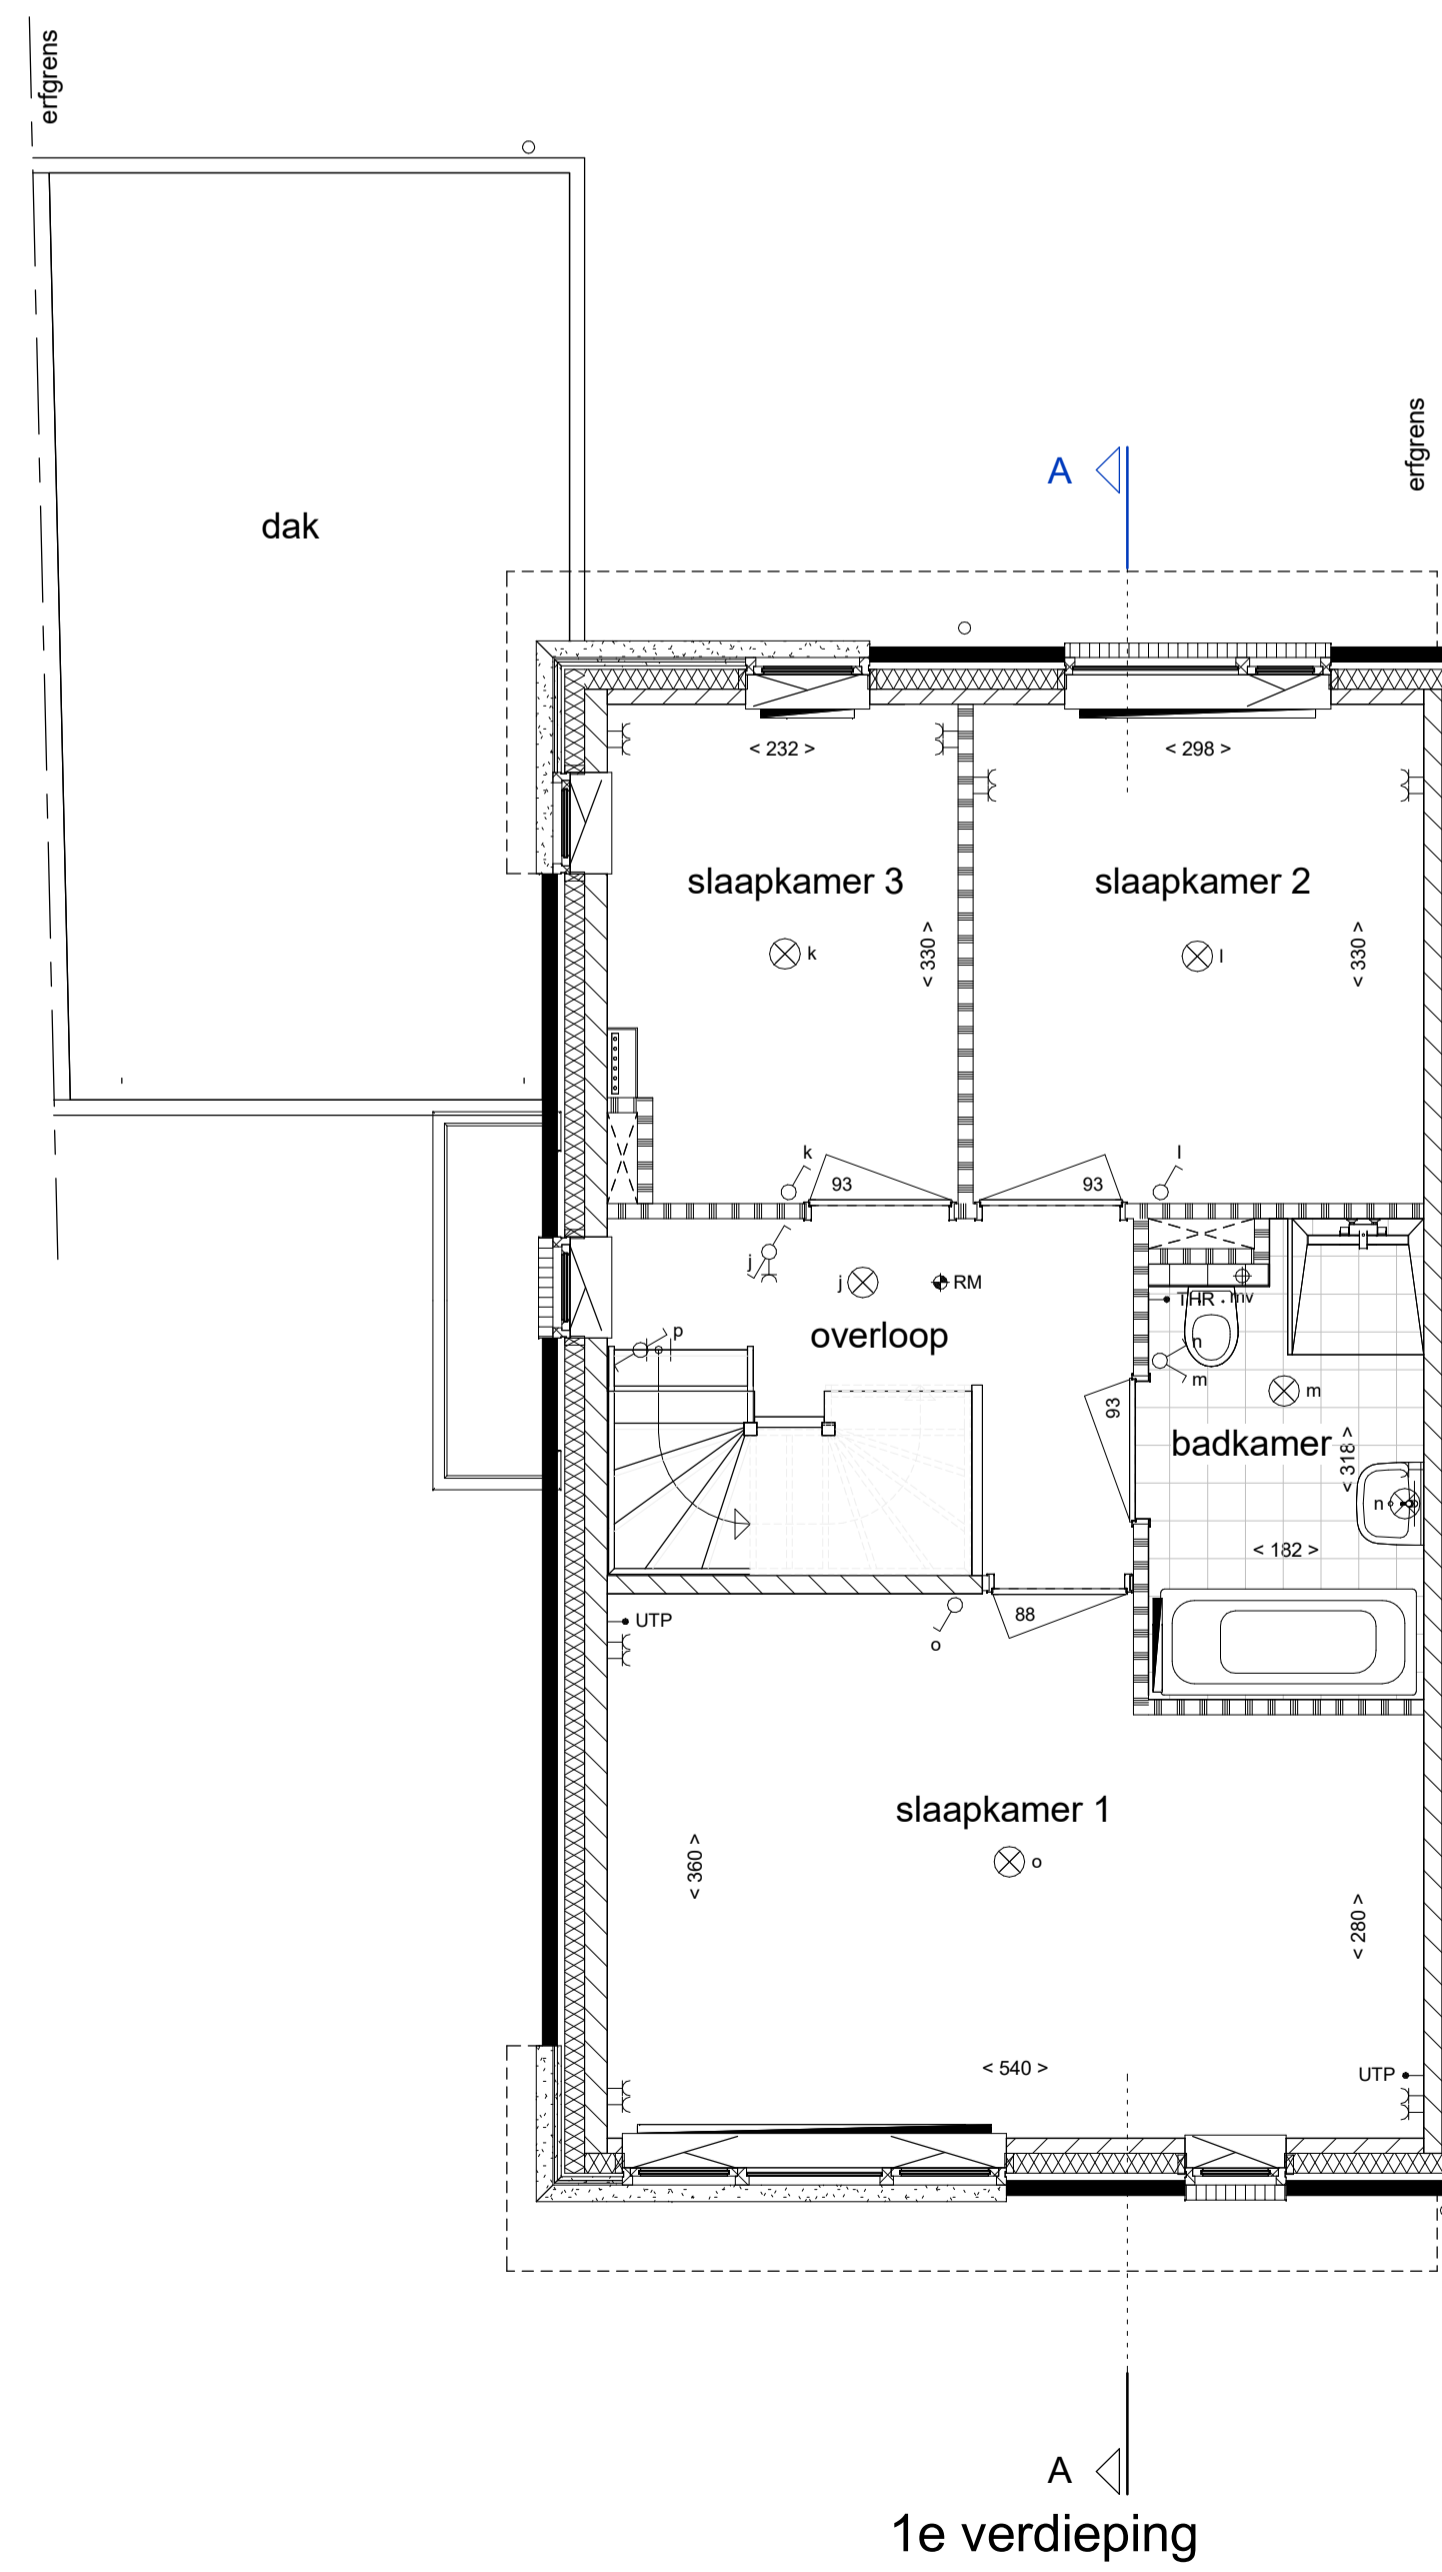 erfgrens
erfgrens
A
dak
< 232 >
< 298 >
slaapkamer 3
slaapkamer 2
k
l
< 330 >
< 330 >
k
93
93
l
j
j
RM
THR
mv
p
overloop
n
m
m
93
badkamer
< 318 >
n
< 182 >
UTP
88
o
slaapkamer 1
o
< 360 >
< 280 >
< 540 >
UTP
A
1e verdieping